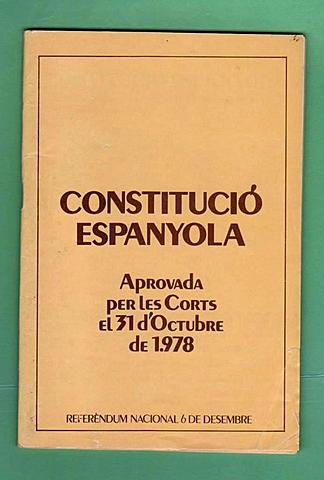 CONSTITUCIÓ
ESPANYOLA
APROVADA
PER LES CORTS
EL 31 D'OCTUBRE
DE 1.978
REFERÈNDUM NACIONAL 6 DE DESEMBRE